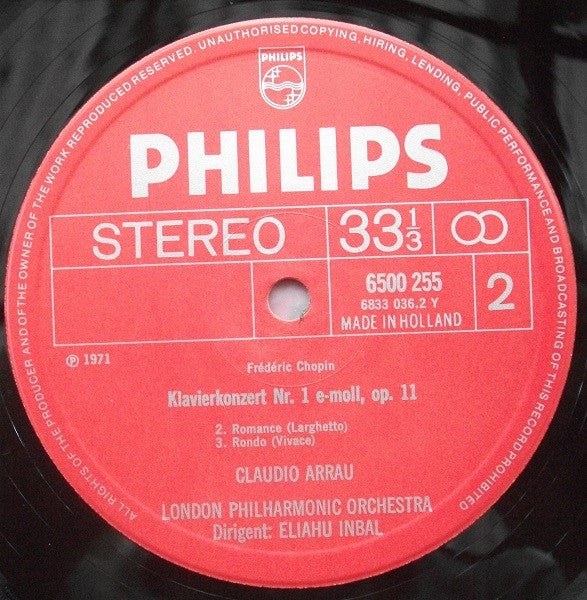 ALL RIGHTS OF THE PRODUCER AND OF THE OWNER OF THE WORK REPRODUCED RESERVED. UNAUTHORISED COPYING, HIRING, LENDING, PUBLIC PERFORMANCE AND BROADCASTING OF THIS RECORD PROHIBITED
PHILIPS
PHILIPS
STEREO 33 1/3
6500 255
6833 036.2 Y
MADE IN HOLLAND
2
℗ 1971
Frédéric Chopin
Klavierkonzert Nr. 1 e-moll, op. 11
2. Romance (Larghetto)
3. Rondo (Vivace)
CLAUDIO ARRAU
LONDON PHILHARMONIC ORCHESTRA
Dirigent: ELIAHU INBAL